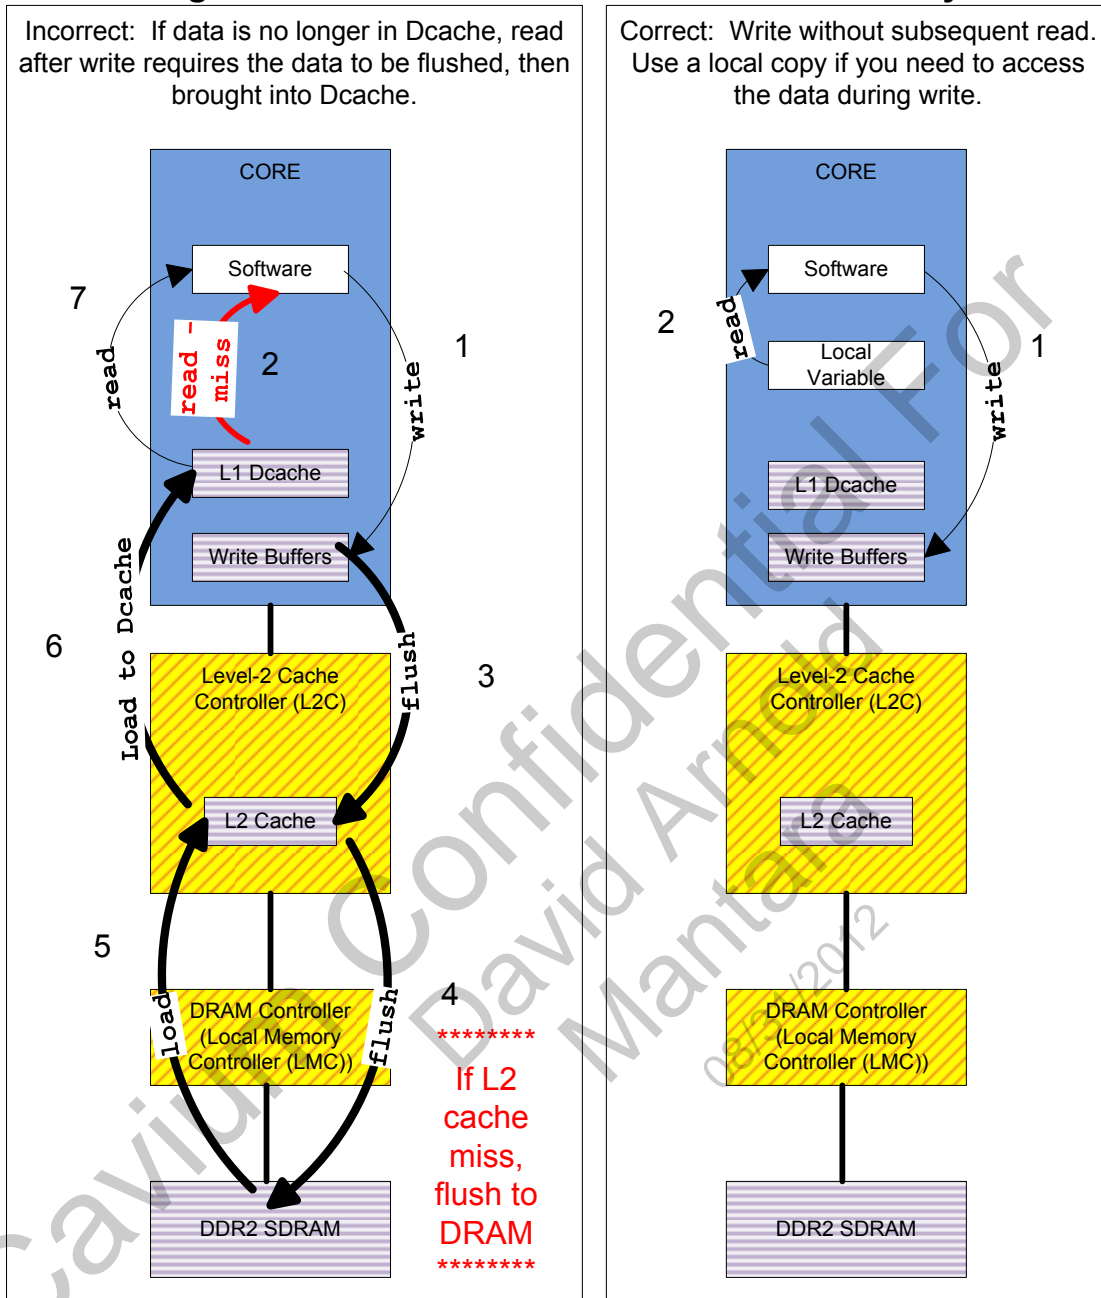 Incorrect:  If data is no longer in Dcache, read
after write requires the data to be flushed, then
brought into Dcache.
CORE
Software
7
1
2
read -
miss
read
write
L1 Dcache
Write Buffers
Load to Dcache
6
flush
3
Level-2 Cache
Controller (L2C)
L2 Cache
5
4
load
flush
DRAM Controller
(Local Memory
Controller (LMC))
********
If L2
cache
miss,
flush to
DRAM
********
DDR2 SDRAM
Correct:  Write without subsequent read.
Use a local copy if you need to access
the data during write.
CORE
Software
2
read
1
Local
Variable
write
L1 Dcache
Write Buffers
Level-2 Cache
Controller (L2C)
L2 Cache
DRAM Controller
(Local Memory
Controller (LMC))
DDR2 SDRAM
Cavium Confidential For
David Arnold
Mantara
08/31/2012